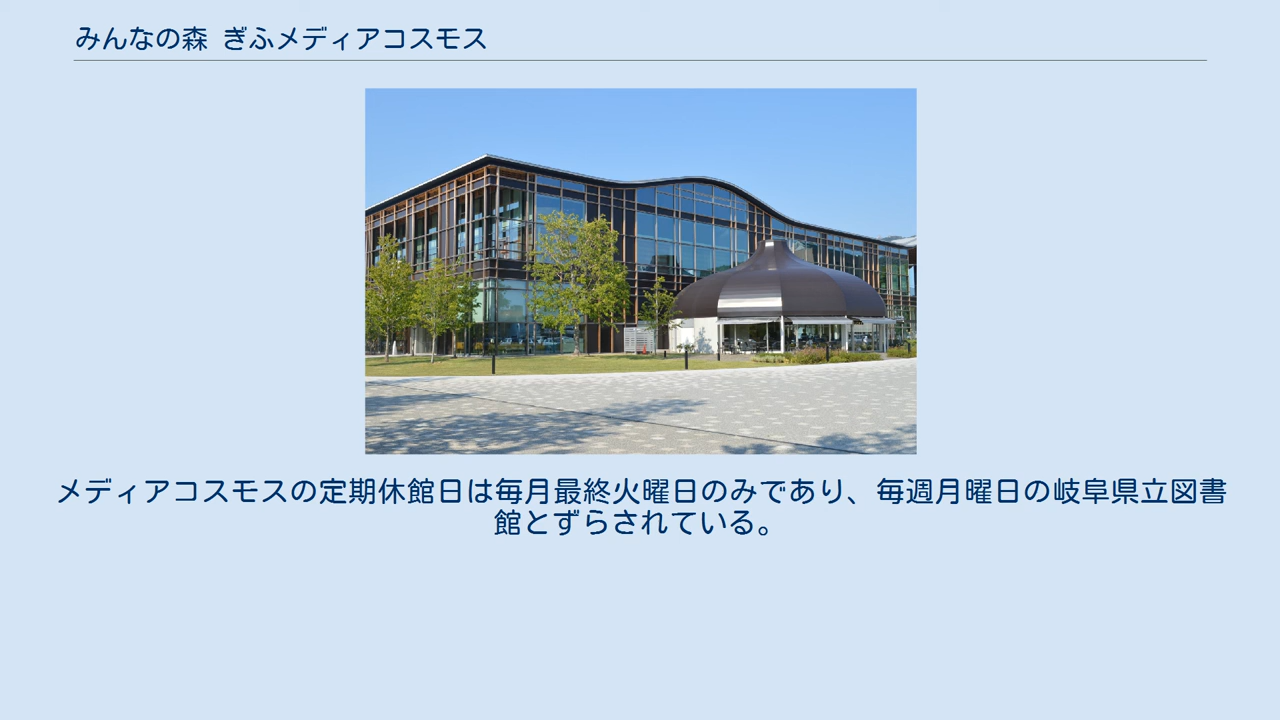 みんなの森 ぎふメディアコスモス
メディアコスモスの定期休館日は毎月最終火曜日のみであり、毎週月曜日の岐阜県立図書
館とずらされている。